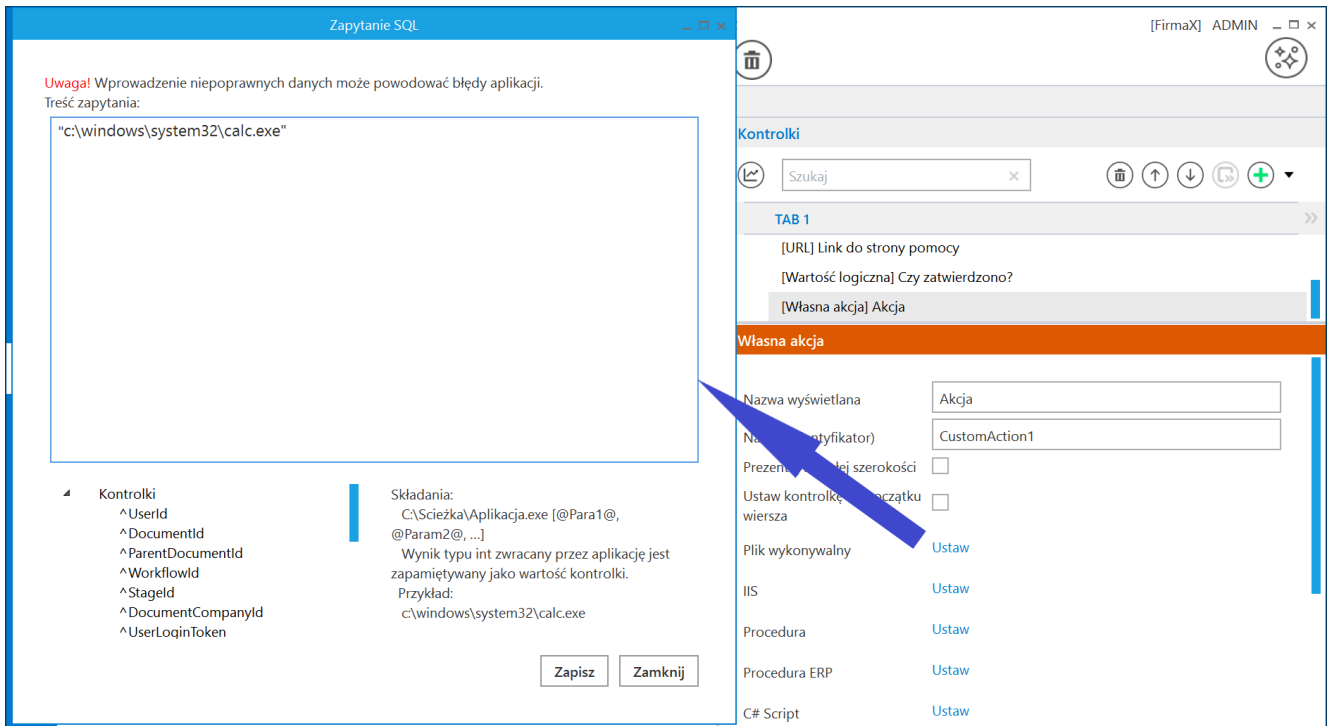 Zapytanie SQL
Uwaga! Wprowadzenie niepoprawnych danych może powodować błędy aplikacji.
Treść zapytania:
"c:\windows\system32\calc.exe"
Kontrolki
^UserId
^DocumentId
^ParentDocumentId
^WorkflowId
^StageId
^DocumentCompanyId
^UserLoginToken
Składania:
C:\Scieżka\Aplikacja.exe [@Para1@,
@Param2@, ...]
Wynik typu int zwracany przez aplikację jest
zapamiętywany jako wartość kontrolki.
Przykład:
c:\windows\system32\calc.exe
Zapisz Zamknij
[FirmaX] ADMIN
Kontrolki
Szukaj
TAB 1
[URL] Link do strony pomocy
[Wartość logiczna] Czy zatwierdzono?
[Własna akcja] Akcja
Własna akcja
Nazwa wyświetlana Akcja
CustomAction1
szerokości
Ustaw kontrolkę
wiersza
Plik wykonywalny Ustaw
IIS Ustaw
Procedura Ustaw
Procedura ERP Ustaw
C# Script Ustaw